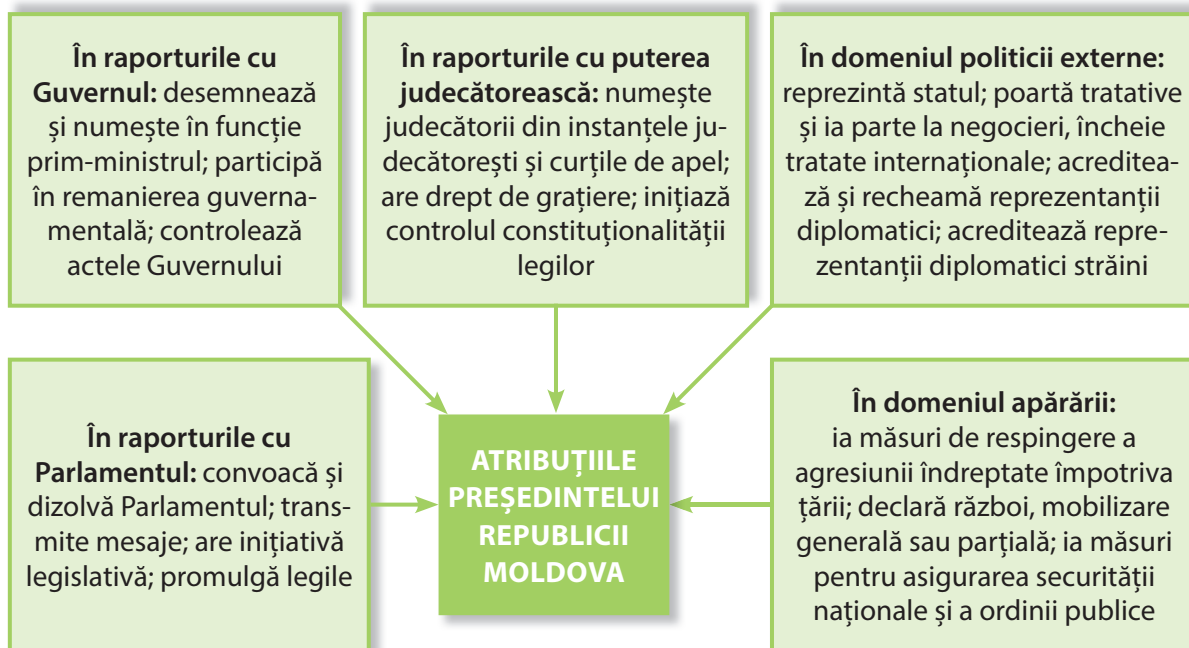 În raporturile cu
Guvernul: desemnează
și numește în funcție
prim-ministrul; participă
în remanierea guverna-
mentală; controlează
actele Guvernului
În raporturile cu puterea
judecătorească: numește
judecătorii din instanțele ju-
decătorești și curțile de apel;
are drept de grațiere; inițiază
controlul constituționalității
legilor
În domeniul politicii externe:
reprezintă statul; poartă tratative
și ia parte la negocieri, încheie
tratate internaționale; acreditea-
ză și recheamă reprezentanții
diplomatici; acreditează repre-
zentanții diplomatici străini
În raporturile cu
Parlamentul: convoacă și
dizolvă Parlamentul; trans-
mite mesaje; are inițiativă
legislativă; promulgă legile
ATRIBUȚIILE
PREȘEDINTELUI
REPUBLICII
MOLDOVA
În domeniul apărării:
ia măsuri de respingere a
agresiunii îndreptate împotriva
țării; declară război, mobilizare
generală sau parțială; ia măsuri
pentru asigurarea securității
naționale și a ordinii publice